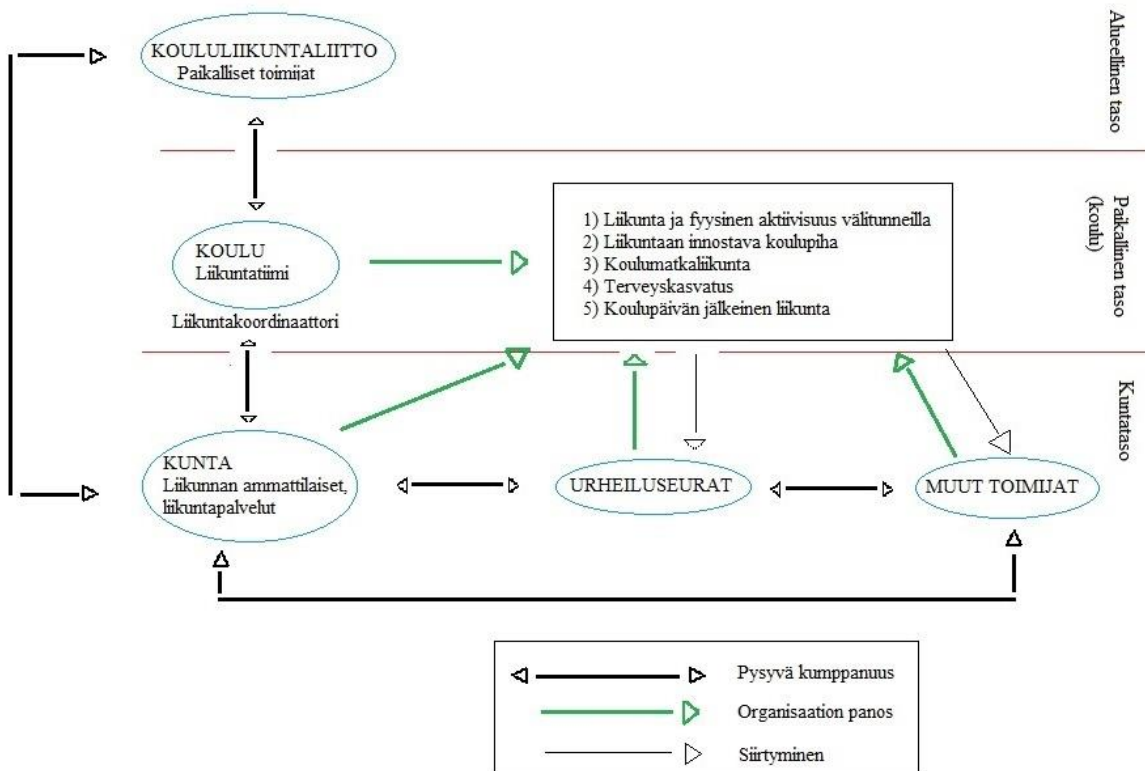 KOULULIIKUNTALIITTO
Paikalliset toimijat
Alueellinen taso
KOULU
Liikuntatiimi
Liikuntakoordinaattori
1) Liikunta ja fyysinen aktiivisuus välitunneilla
2) Liikuntaan innostava koulupiha
3) Koulumatkaliikunta
4) Terveyskasvatus
5) Koulupäivän jälkeinen liikunta
Paikallinen taso
(koulu)
KUNTA
Liikunnan ammattilaiset,
liikuntapalvelut
URHEILUSEURAT
MUUT TOIMIJAT
Kuntataso
Pysyvä kumppanuus
Organisaation panos
Siirtyminen